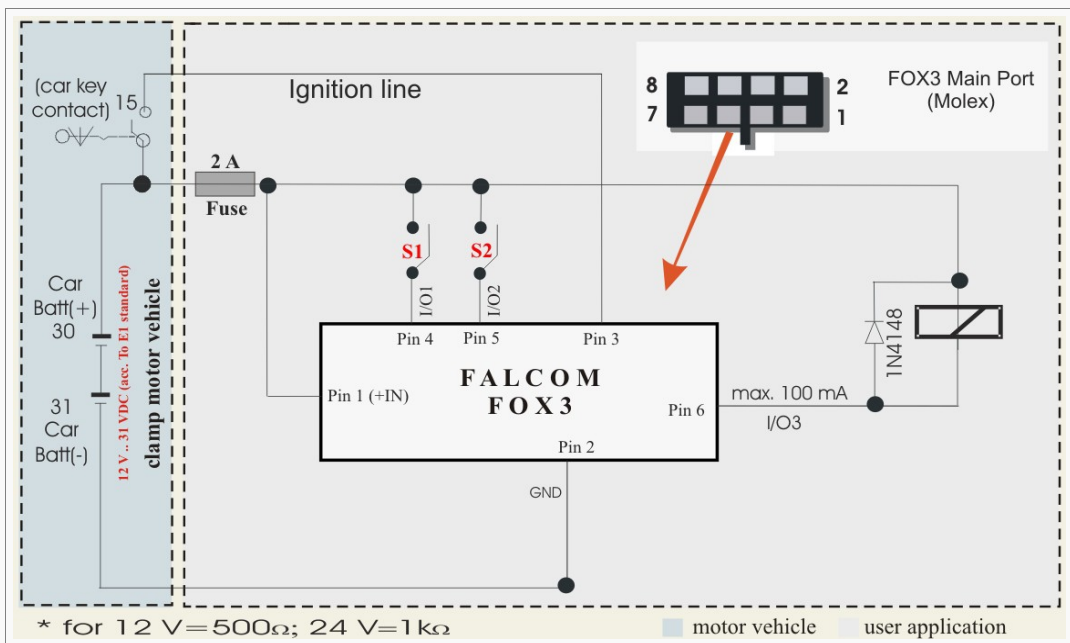 (car key
contact)
15
Ignition line
8
7
2
1
FOX3 Main Port
(Molex)
2 A
Fuse
S1
S2
I/O1
I/O2
Car
Batt(+)
30
31
Car
Batt(-)
12 V .. 31 VDC (acc. To E1 standard)
clamp motor vehicle
Pin 4
Pin 5
Pin 3
FALCOM
FOX3
Pin 1 (+IN)
Pin 6
Pin 2
max. 100 mA
I/O3
1N4148
GND
* for 12 V=500Ω; 24 V=1kΩ
motor vehicle
user application